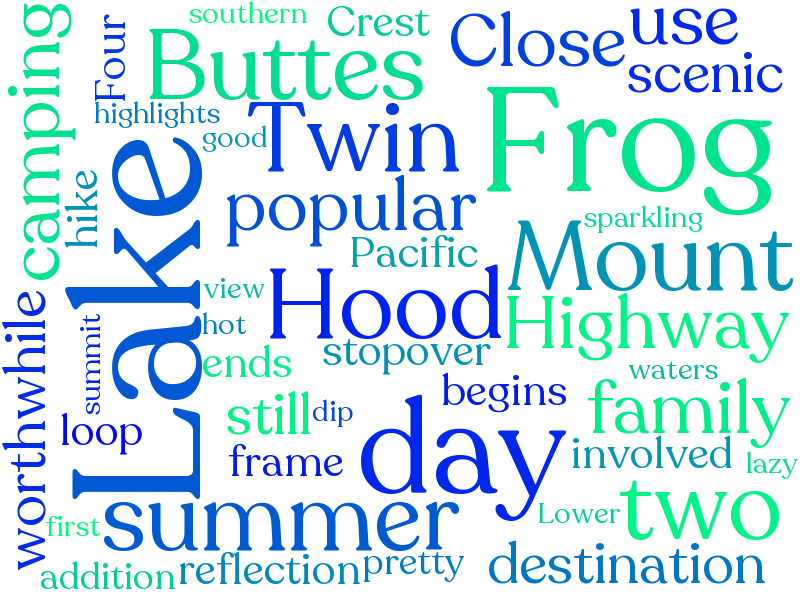 southern
Crest
Close
use
scenic
camping
Four
Buttes
highlights
good
Twin
Frog
hike
Lake
popular
Pacific
sparkling
Mount
view
hot
Hood
Highway
summit
worthwhile
ends
stopover
waters
loop
still
dip
begins
family
frame
day
involved
lazy
first
summer
Lower
two
addition
reflection
pretty
destination